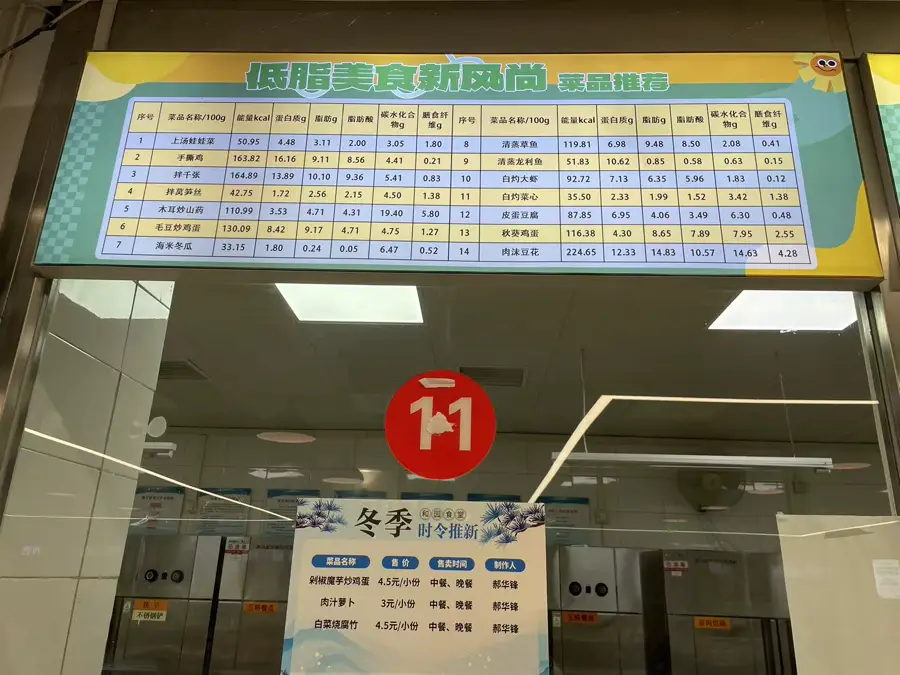 低脂美食新风尚 菜品推荐
序号 菜品名称/100g 能量kcal 蛋白质g 脂肪g 脂肪酸 碳水化合物g 膳食纤维g 序号 菜品名称/100g 能量kcal 蛋白质g 脂肪g 脂肪酸 碳水化合物g 膳食纤维g
1 上汤娃娃菜 50.95 4.48 3.11 2.00 3.05 1.80 8 清蒸草鱼 119.81 6.98 9.48 8.50 2.08 0.41
2 手撕鸡 163.82 16.16 9.11 8.56 4.41 0.21 9 清蒸龙利鱼 51.83 10.62 0.85 0.58 0.63 0.15
3 拌千张 164.89 13.89 10.10 9.36 5.41 0.83 10 白灼大虾 92.72 7.13 6.35 5.96 1.83 0.12
4 拌莴笋丝 42.75 1.72 2.56 2.15 4.50 1.38 11 白灼菜心 35.50 2.33 1.99 1.52 3.42 1.38
5 木耳炒山药 110.99 3.53 4.71 4.31 19.40 5.80 12 皮蛋豆腐 87.85 6.95 4.06 3.49 6.30 0.48
6 毛豆炒鸡蛋 130.09 8.42 9.17 4.71 4.75 1.27 13 秋葵鸡蛋 116.38 4.30 8.65 7.89 7.95 2.55
7 海米冬瓜 33.15 1.80 0.24 0.05 6.47 0.52 14 肉沫豆花 224.65 12.33 14.83 10.57 14.63 4.28
11
冬季 和园食堂
时令推新
菜品名称 售价 售卖时间 制作人
剁椒魔芋炒鸡蛋 4.5元/小份 中餐、晚餐 郝华锋
肉汁萝卜 3元/小份 中餐、晚餐 郝华锋
白菜烧腐竹 4.5元/小份 中餐、晚餐 郝华锋
不锈钢铲